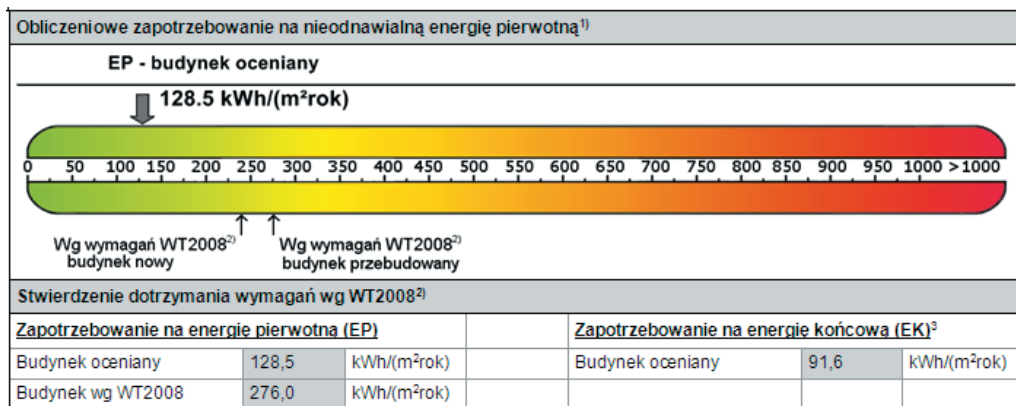 Obliczeniowe zapotrzebowanie na nieodnawialną energię pierwotną¹⁾
EP - budynek oceniany
128.5 kWh/(m²rok)
0 50 100 150 200 250 300 350 400 450 500 550 600 650 700 750 800 850 900 950 1000 >1000
Wg wymagań WT2008²⁾
budynek nowy
Wg wymagań WT2008²⁾
budynek przebudowany
Stwierdzenie dotrzymania wymagań wg WT2008²⁾
Zapotrzebowanie na energię pierwotną (EP) Zapotrzebowanie na energię końcową (EK)³
Budynek oceniany 128,5 kWh/(m²rok) Budynek oceniany 91,6 kWh/(m²rok)
Budynek wg WT2008 276,0 kWh/(m²rok)